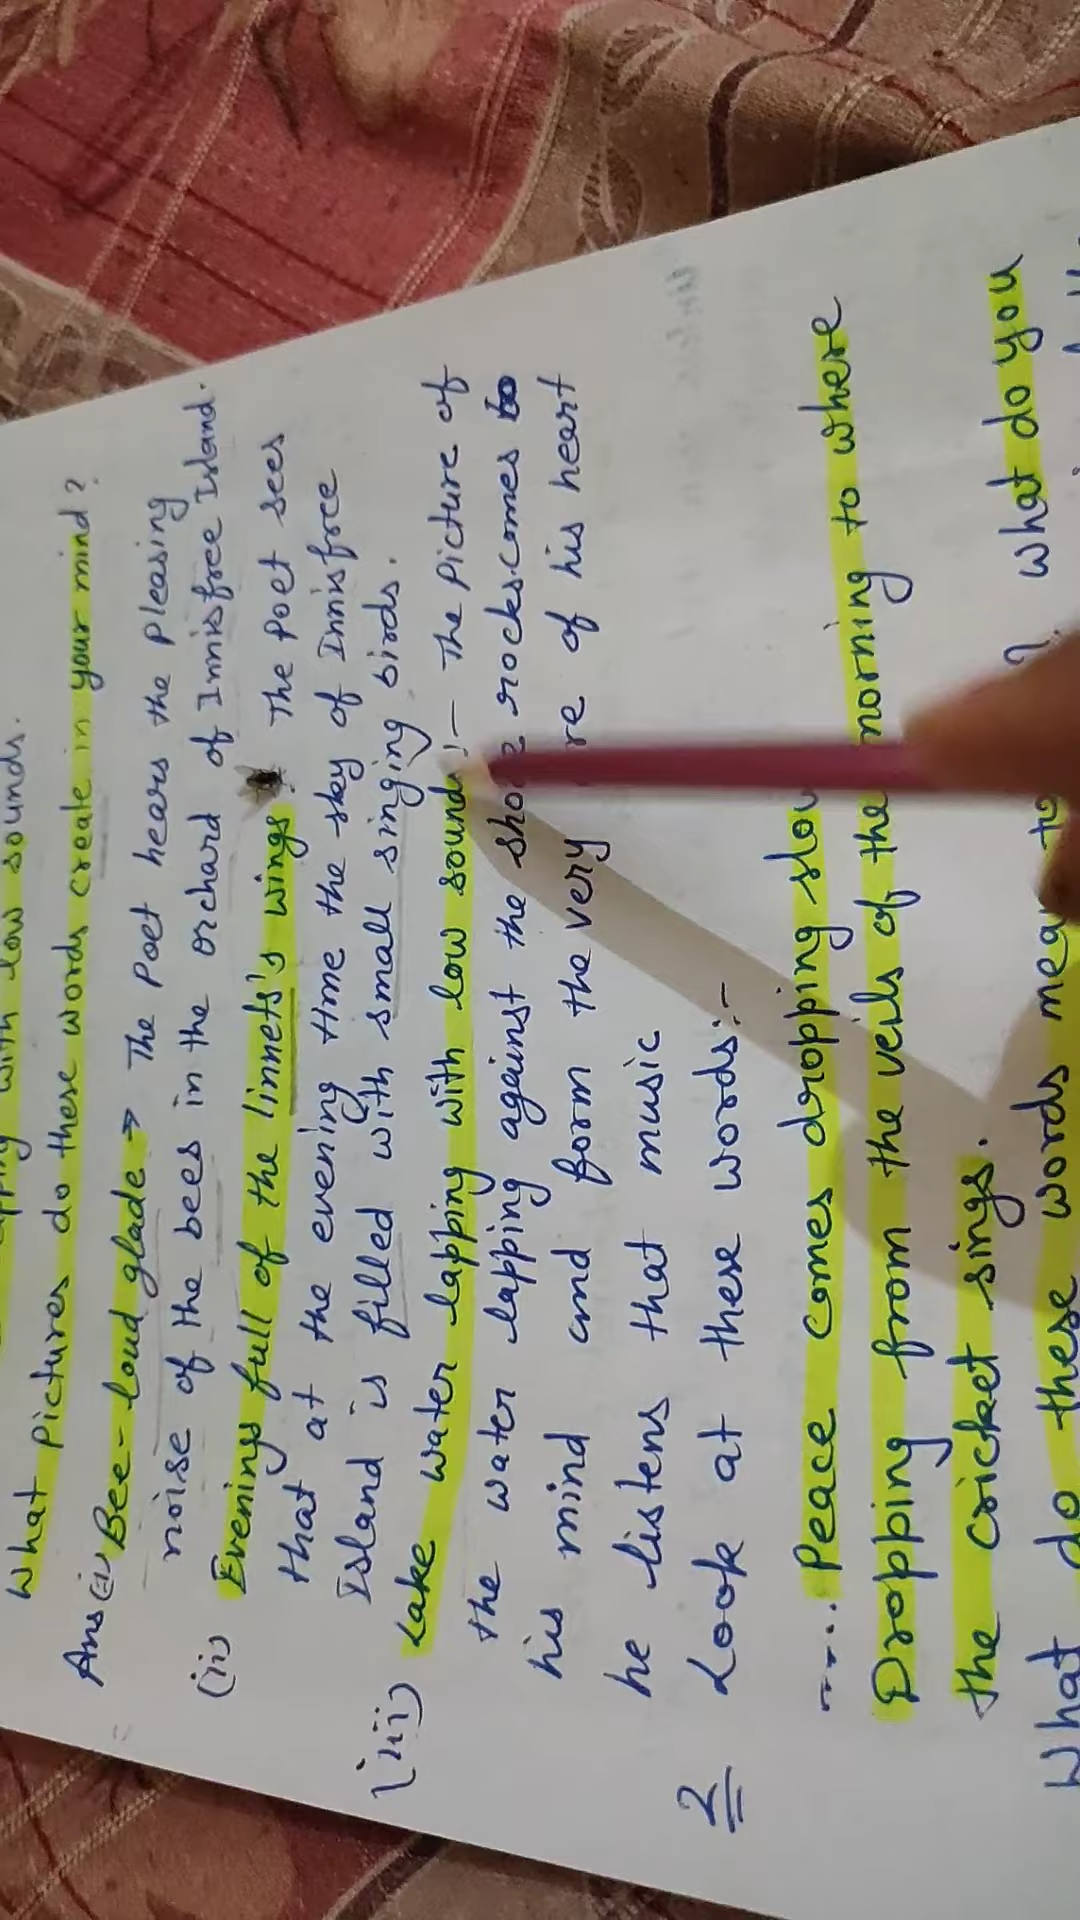 with low sounds.
What Pictures do these words create in your mind?
Ans(i) Bee-loud glade → The Poet hears the pleasing
noise of the bees in the orchard of Innisfree Island.
(ii) Evenings full of the linnets's wings. The Poet sees
that at the evening time the sky of Innisfree
Island is filled with small singing birds.
(iii) Lake water lapping with low sounds:- The Picture of
the water lapping against the shore rocks comes to
his mind and form the very of his heart
he listens that music
2 Look at these words:-
.... Peace comes dropping
Dropping from the veils of the morning to where
the cricket sings. what do you
What do these words mean to